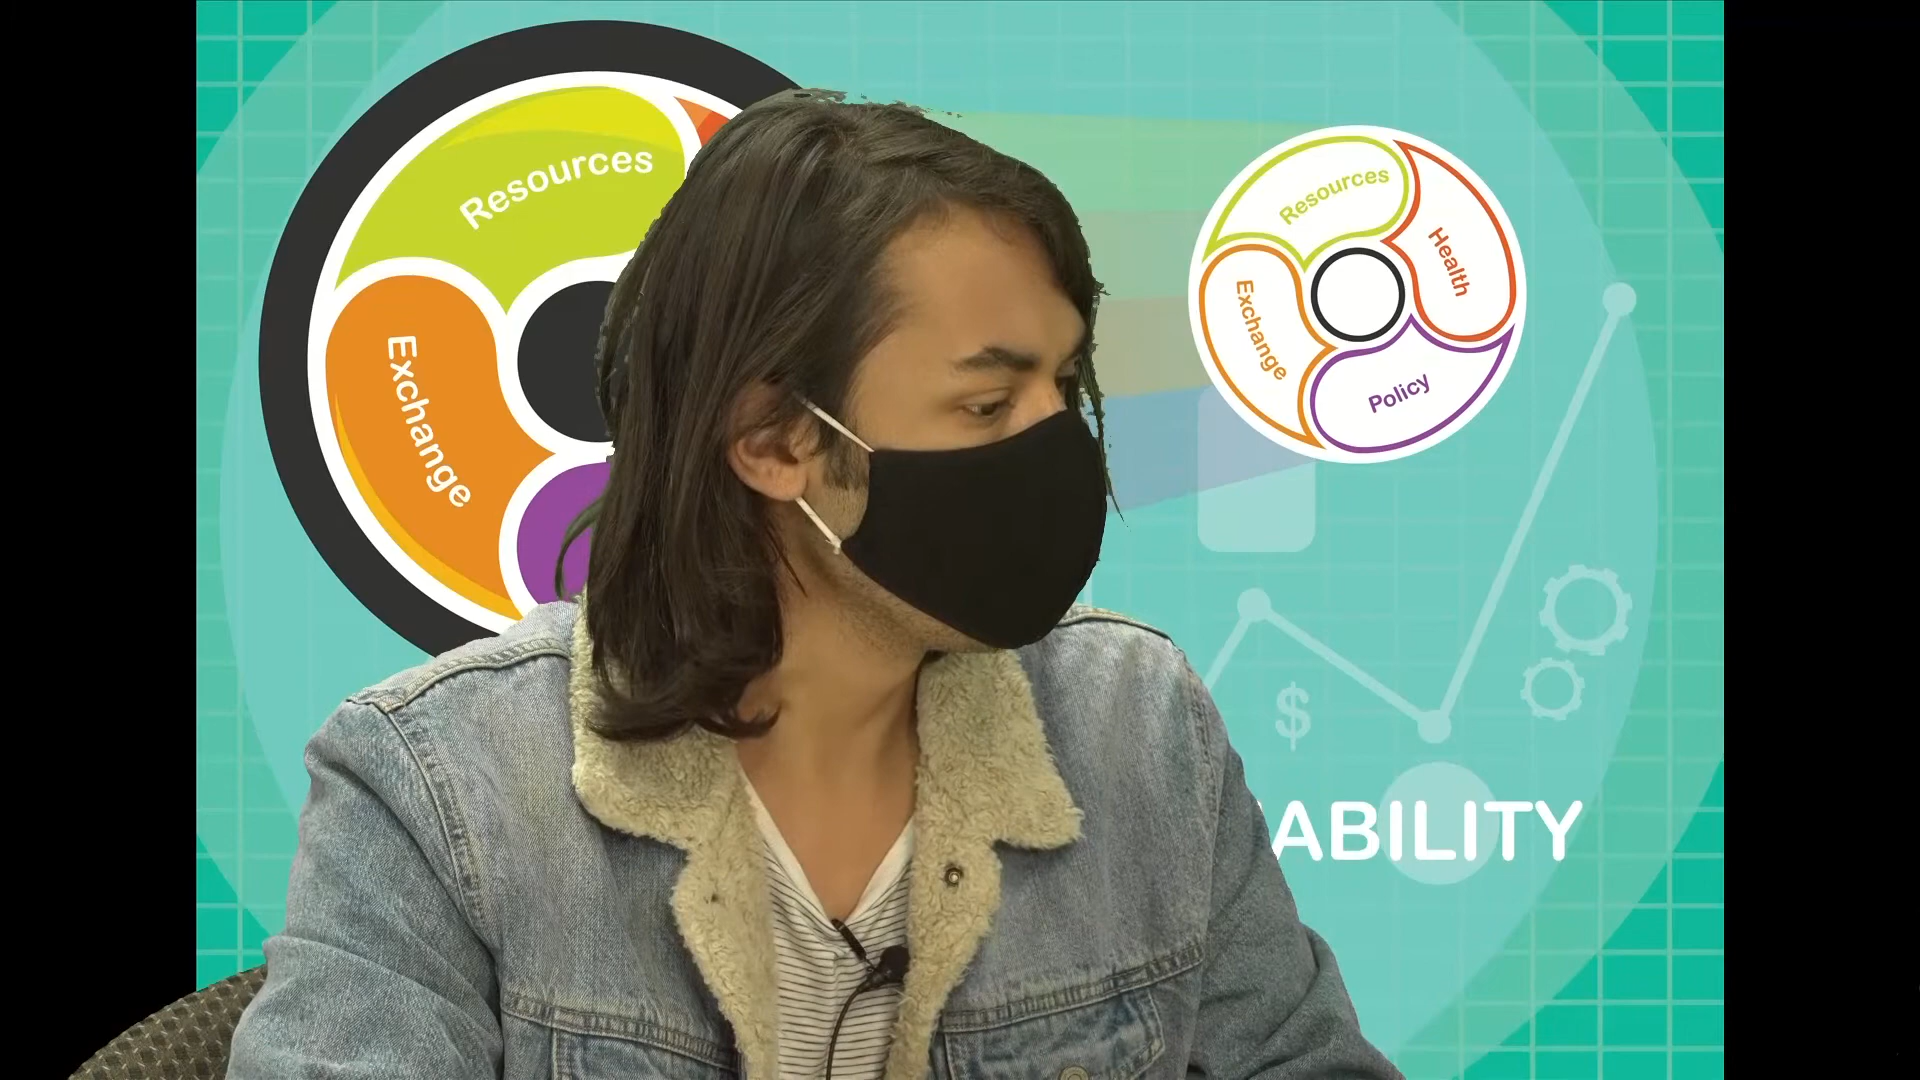 Resources
Exchange
Resources
Health
Exchange
Policy
$
ABILITY